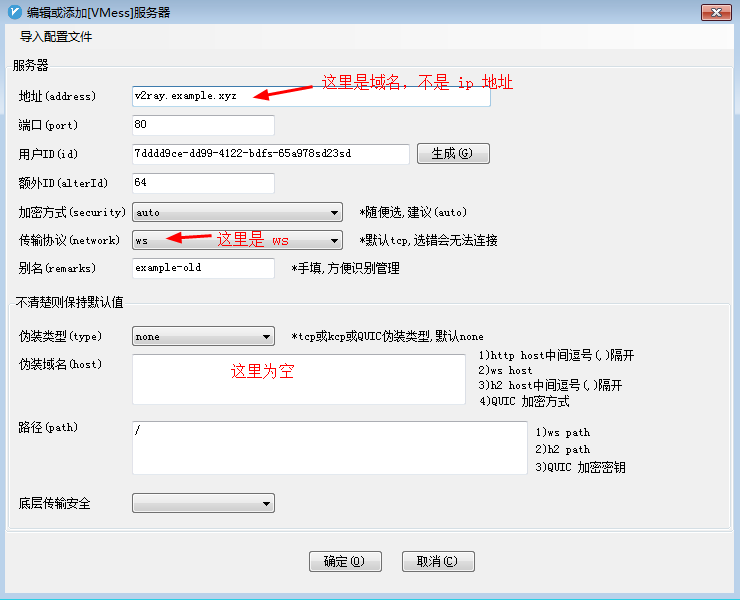 编辑或添加[VMess]服务器
导入配置文件
服务器
这里是域名，不是 ip 地址
地址(address) v2ray.example.xyz
端口(port) 80
用户ID(id) 7dddd9ce-dd99-4122-bdfs-65a978sd23sd 生成(G)
额外ID(alterId) 64
加密方式(security) auto *随便选,建议(auto)
传输协议(network) ws 这里是 ws *默认tcp,选错会无法连接
别名(remarks) example-old *手填,方便识别管理
不清楚则保持默认值
伪装类型(type) none *tcp或kcp或QUIC伪装类型,默认none
伪装域名(host) 这里为空
1)http host中间逗号(,)隔开
2)ws host
3)h2 host中间逗号(,)隔开
4)QUIC 加密方式
路径(path) /
1)ws path
2)h2 path
3)QUIC 加密密钥
底层传输安全
确定(O) 取消(C)